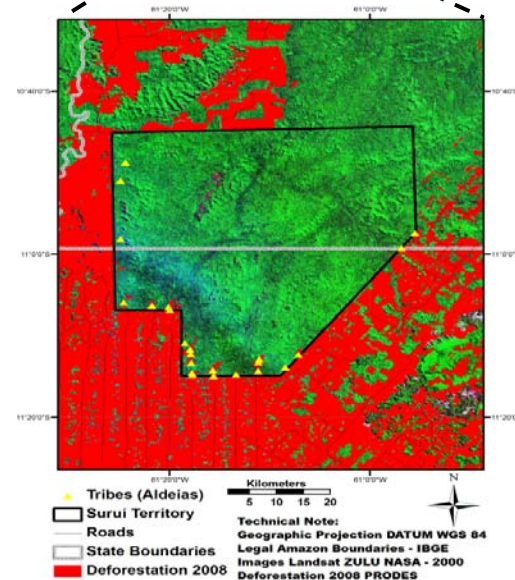 61°20'0"W 61°0'0"W
10°40'0"S 10°40'0"S
11°0'0"S 11°0'0"S
11°20'0"S 11°20'0"S
61°20'0"W 61°0'0"W
Tribes (Aldeias)
Surui Territory
Roads
State Boundaries
Deforestation 2008
Kilometers
5 10 15 20
N
Technical Note:
Geographic Projection DATUM WGS 84
Legal Amazon Boundaries - IBGE
Images Landsat ZULU NASA - 2000
Deforestation 2008 PRODES